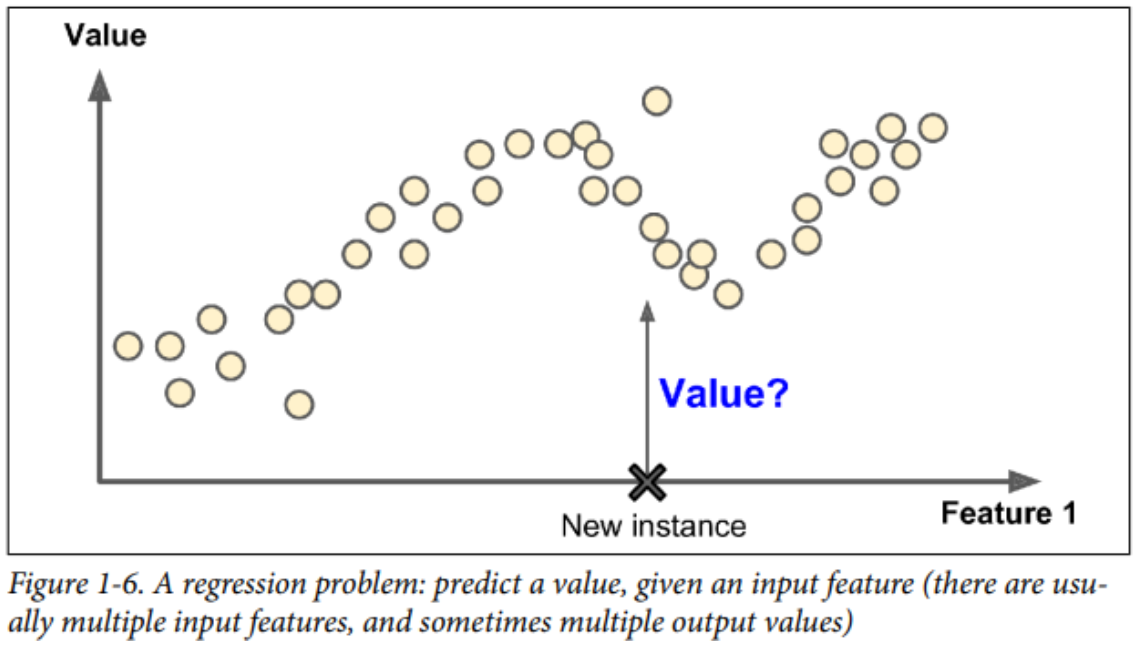 Value
Value?
New instance
Feature 1
Figure 1-6. A regression problem: predict a value, given an input feature (there are usu-
ally multiple input features, and sometimes multiple output values)